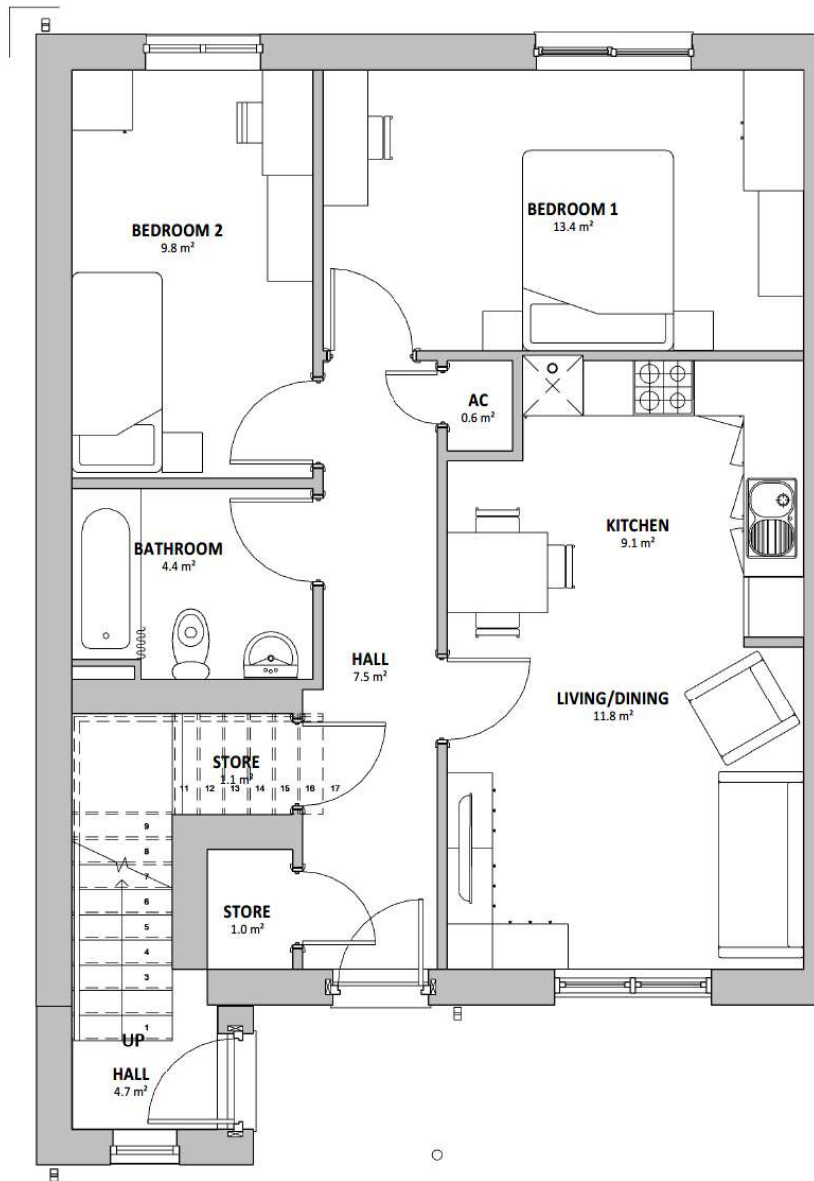 BEDROOM 2
9.8 m²
BEDROOM 1
13.4 m²
AC
0.6 m²
KITCHEN
9.1 m²
BATHROOM
4.4 m²
HALL
7.5 m²
LIVING/DINING
11.8 m²
STORE
1.1 m²
11 12 13 14 15 16 17
9
8
7
6
5
4
3
1
STORE
1.0 m²
UP
HALL
4.7 m²